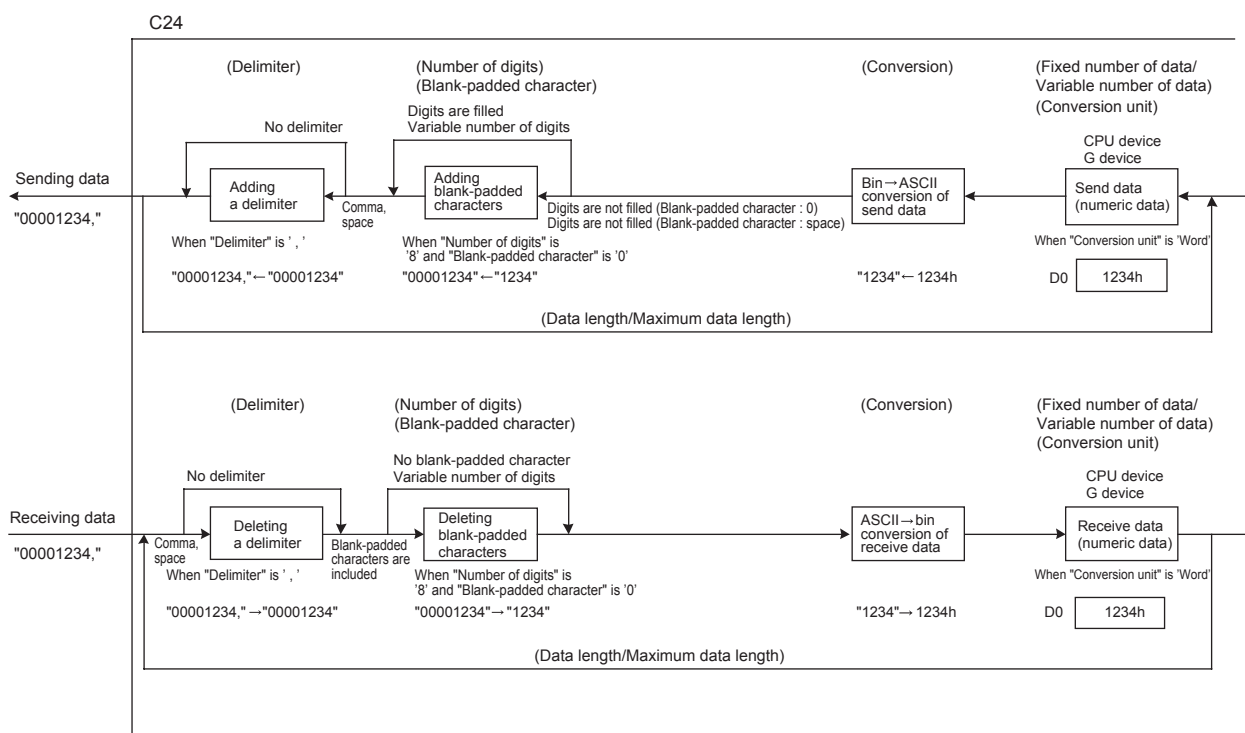 C24
(Delimiter)
(Number of digits)
(Blank-padded character)
(Conversion)
(Fixed number of data/
Variable number of data)
(Conversion unit)
No delimiter
Digits are filled
Variable number of digits
CPU device
G device
Sending data
"00001234,"
Adding
a delimiter
Comma,
space
Adding
blank-padded
characters
Digits are not filled (Blank-padded character : 0)
Digits are not filled (Blank-padded character : space)
Bin→ASCII
conversion of
send data
Send data
(numeric data)
When "Delimiter" is ' , '
When "Number of digits" is
'8' and "Blank-padded character" is '0'
When "Conversion unit" is 'Word'
"00001234,"←"00001234"
"00001234"←"1234"
"1234"←1234h
D0
1234h
(Data length/Maximum data length)
(Delimiter)
(Number of digits)
(Blank-padded character)
(Conversion)
(Fixed number of data/
Variable number of data)
(Conversion unit)
No delimiter
No blank-padded character
Variable number of digits
CPU device
G device
Receiving data
"00001234,"
Comma,
space
Deleting
a delimiter
Blank-padded
characters are
included
Deleting
blank-padded
characters
ASCII→bin
conversion of
receive data
Receive data
(numeric data)
When "Delimiter" is ' , '
When "Number of digits" is
'8' and "Blank-padded character" is '0'
When "Conversion unit" is 'Word'
"00001234,"→"00001234"
"00001234"→"1234"
"1234"→1234h
D0
1234h
(Data length/Maximum data length)